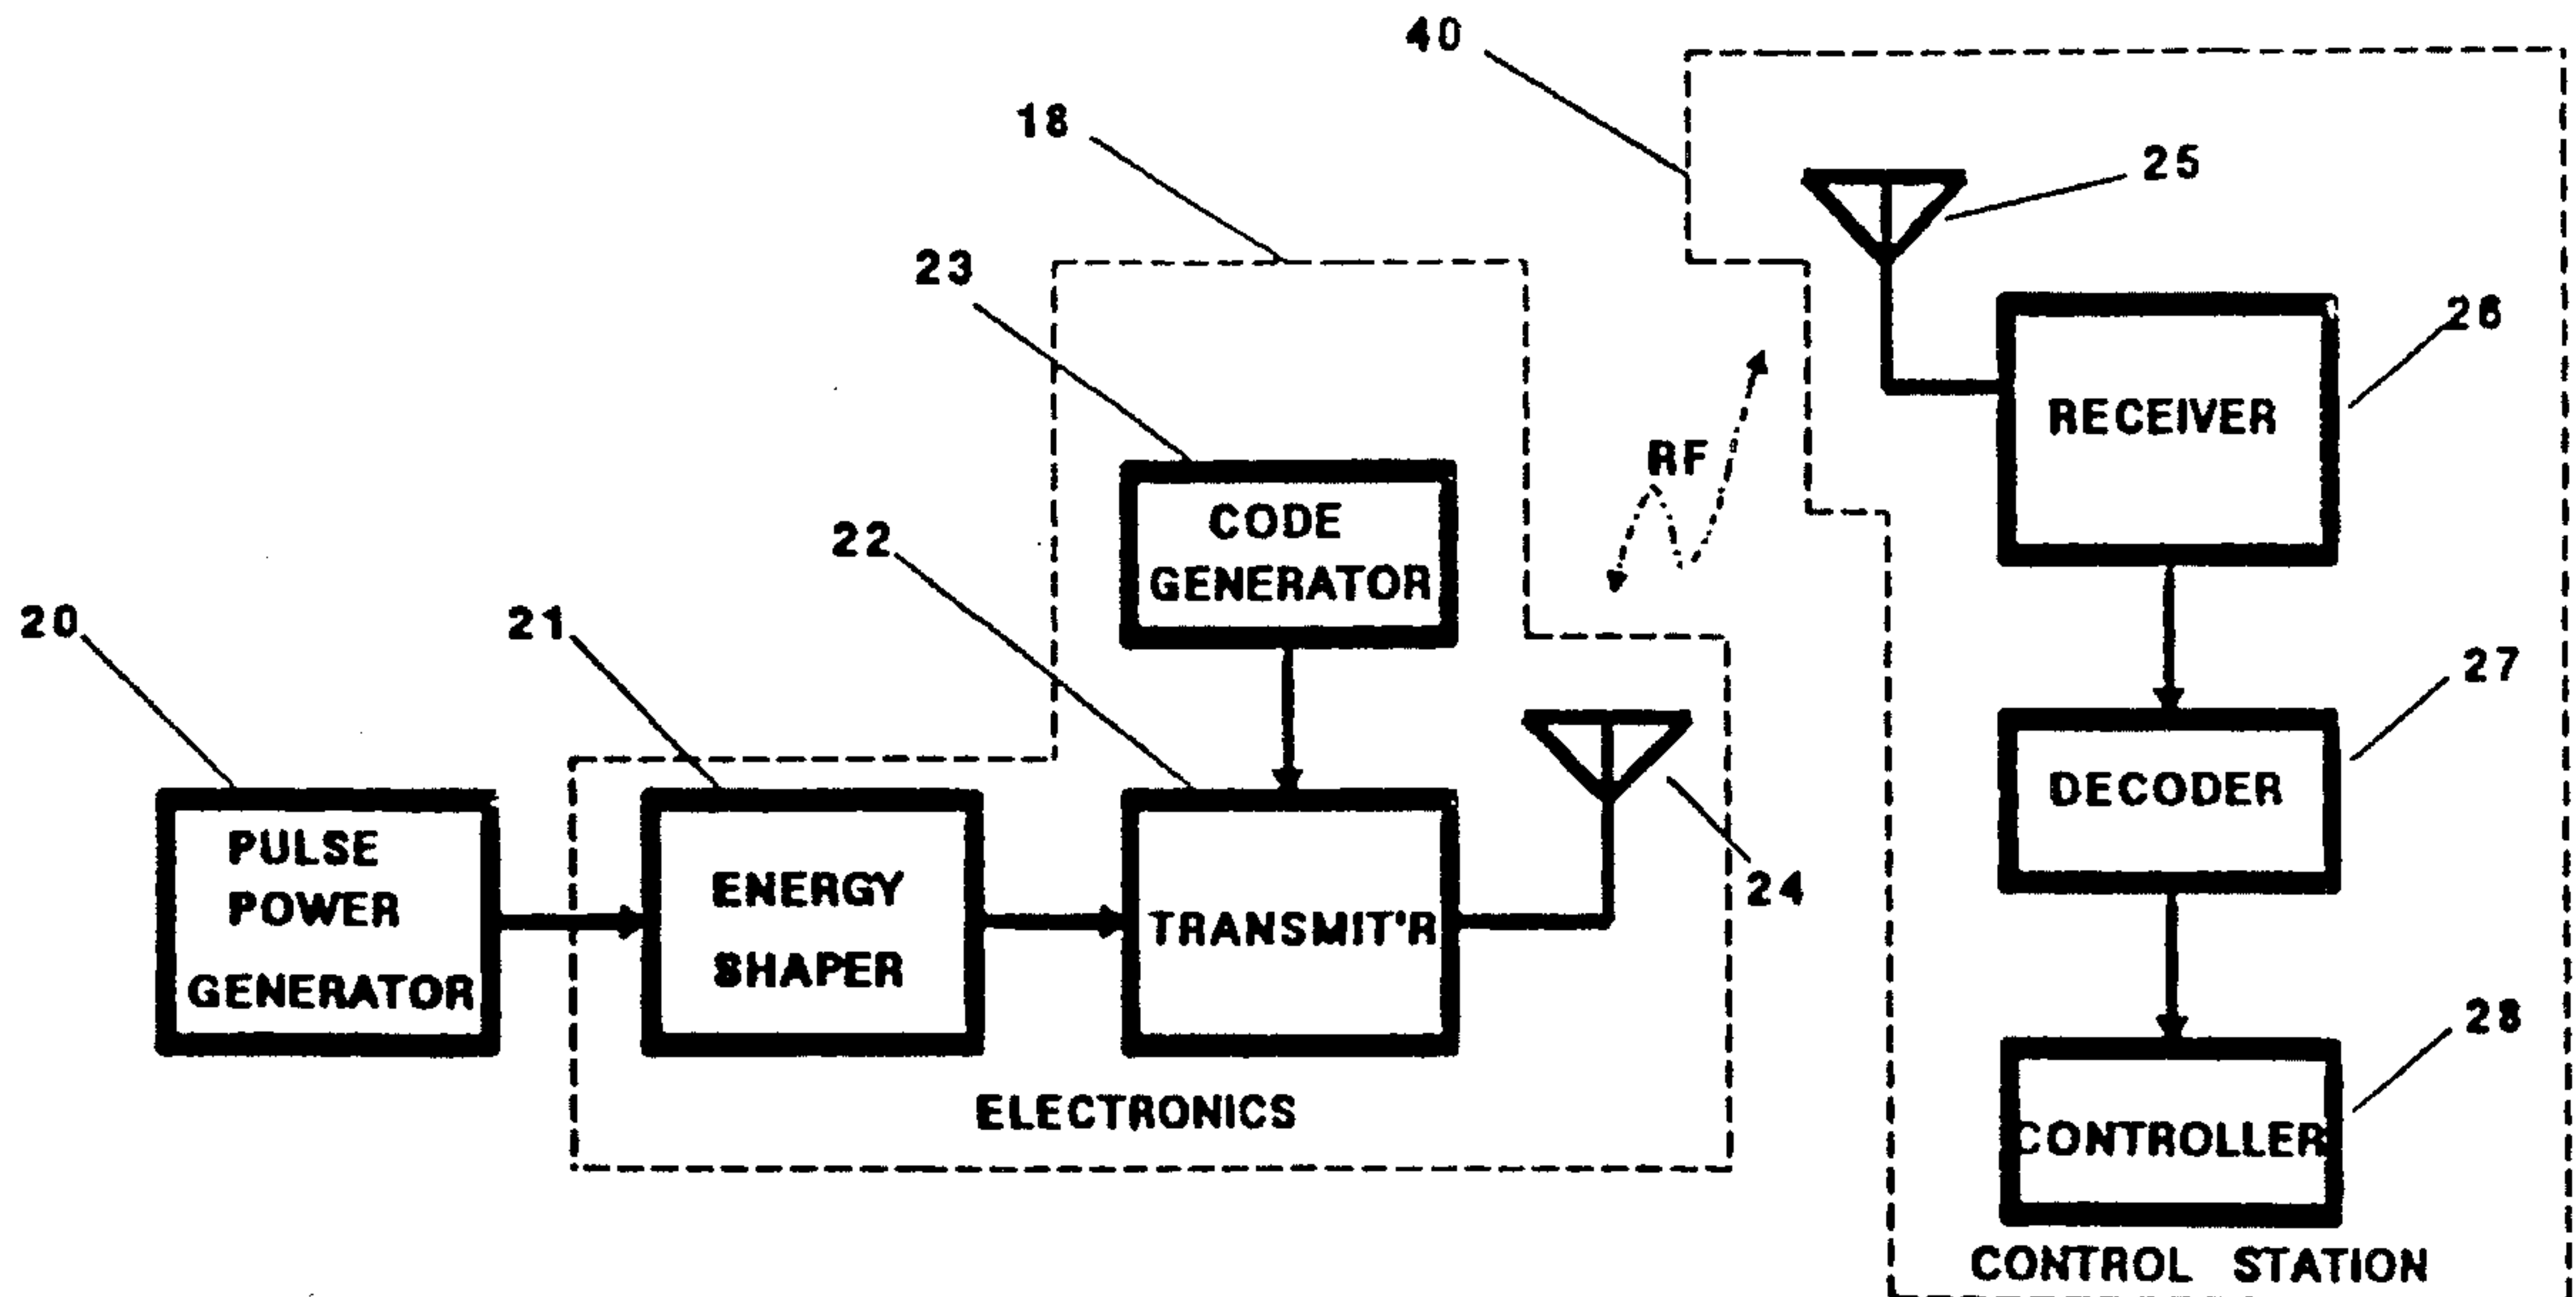 40
18
25
23
26
RF
RECEIVER
CODE
GENERATOR
22
20
21
27
24
PULSE
POWER
GENERATOR
ENERGY
SHAPER
TRANSMIT'R
DECODER
28
ELECTRONICS
CONTROLLER
CONTROL STATION